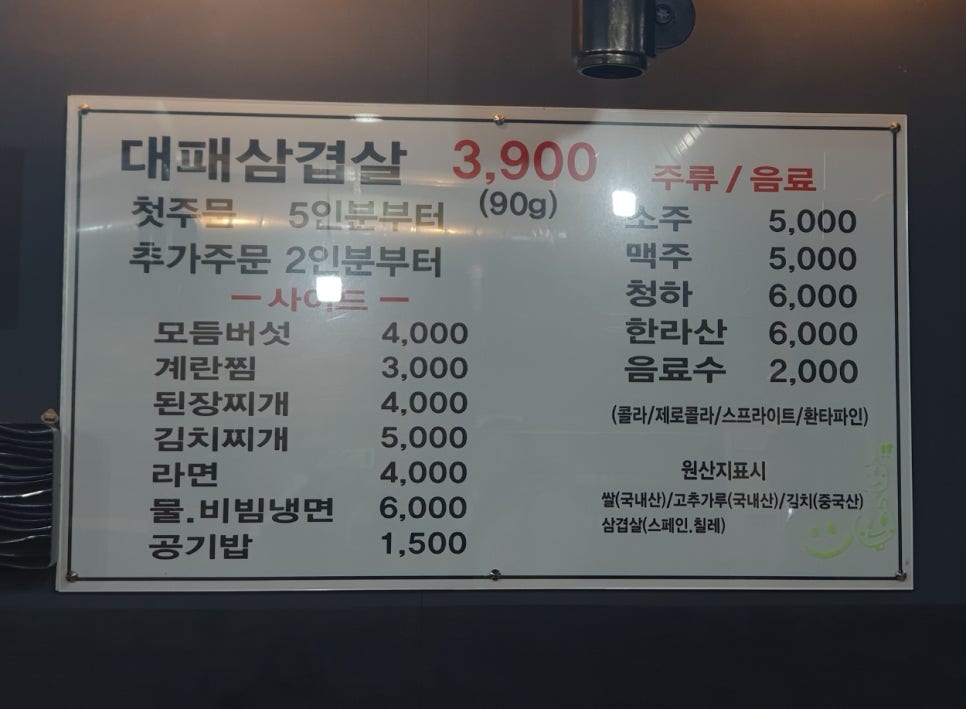 대패삼겹살 3,900
(90g)
첫주문 5인분부터
추가주문 2인분부터
ー사이드ー
모듬버섯 4,000
계란찜 3,000
된장찌개 4,000
김치찌개 5,000
라면 4,000
물.비빔냉면 6,000
공기밥 1,500
주류 / 음료
소주 5,000
맥주 5,000
청하 6,000
한라산 6,000
음료수 2,000
(콜라/제로콜라/스프라이트/환타파인)
원산지표시
쌀(국내산)/고추가루(국내산)/김치(중국산)
삼겹살(스페인.칠레)